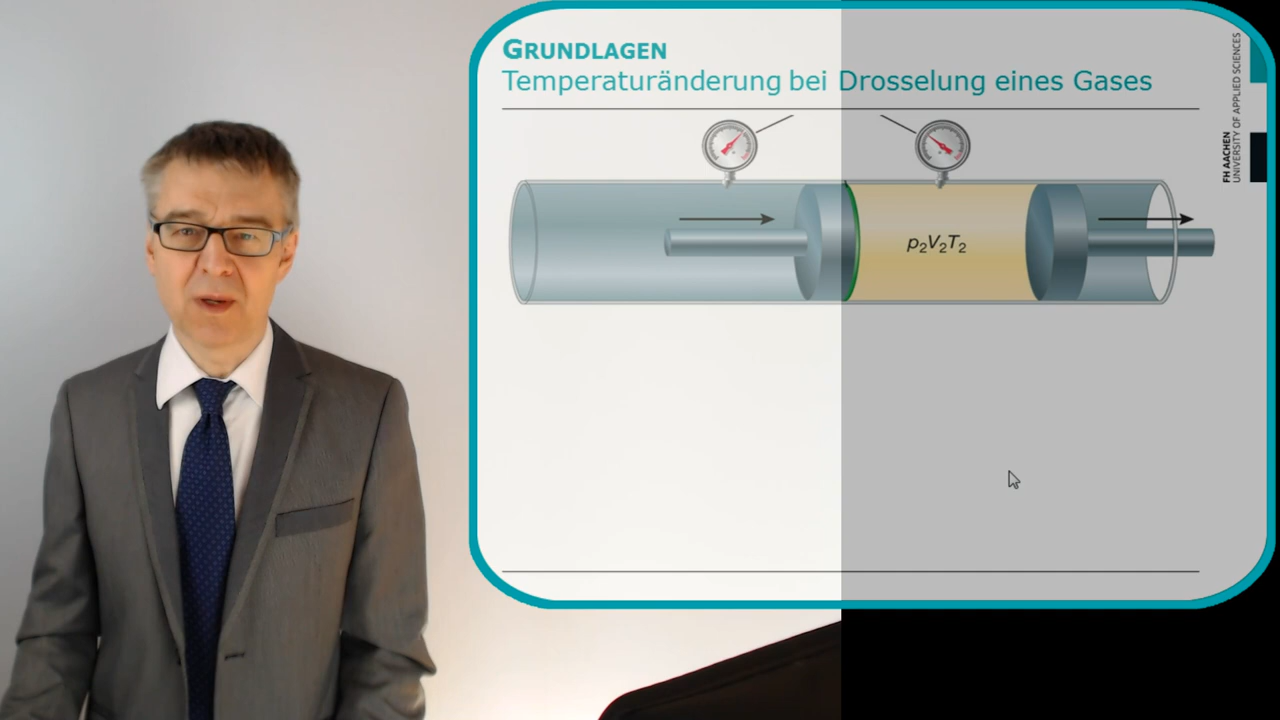 GRUNDLAGEN
Temperaturänderung bei Drosselung eines Gases
p₂V₂T₂
FH AACHEN
UNIVERSITY OF APPLIED SCIENCES